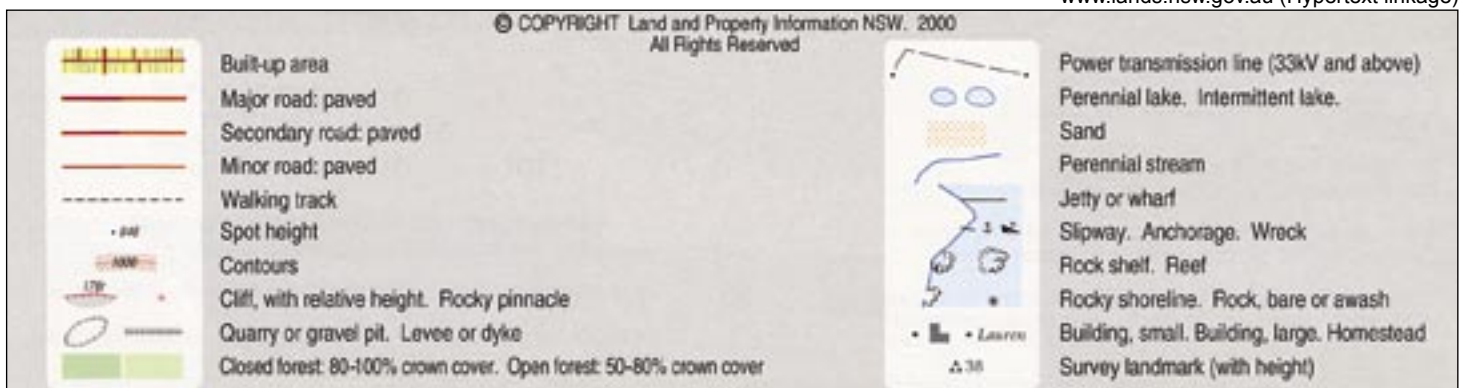 www.lands.nsw.gov.au (Hypertext linkage)
© COPYRIGHT Land and Property Information NSW. 2000
All Rights Reserved
Built-up area
Major road: paved
Secondary road: paved
Minor road: paved
Walking track
Spot height
1000 Contours
Cliff, with relative height. Rocky pinnacle
Quarry or gravel pit. Levee or dyke
Closed forest: 80-100% crown cover. Open forest: 50-80% crown cover
Power transmission line (33kV and above)
Perennial lake. Intermittent lake.
Sand
Perennial stream
Jetty or wharf
Slipway. Anchorage. Wreck
Rock shelf. Reef
Rocky shoreline. Rock, bare or awash
Lauren Building, small. Building, large. Homestead
38 Survey landmark (with height)